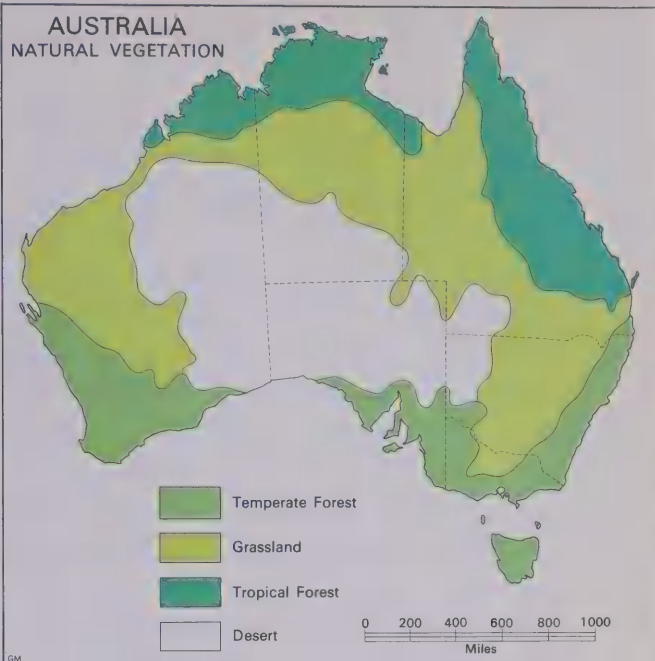 AUSTRALIA
NATURAL VEGETATION
Temperate Forest
Grassland
Tropical Forest
Desert
0 200 400 600 800 1000
Miles
GM